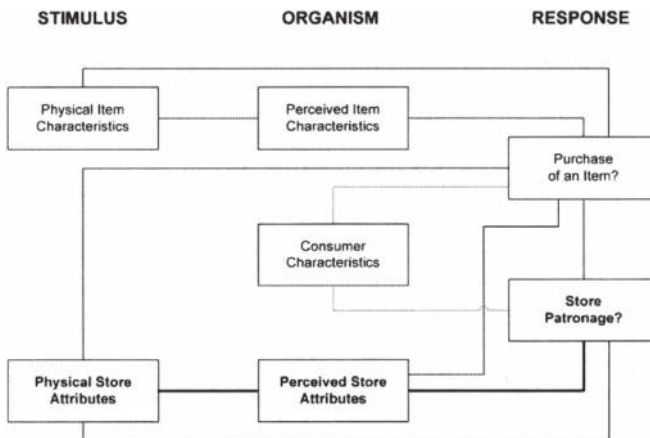 STIMULUS ORGANISM RESPONSE
Physical Item
Characteristics
Perceived Item
Characteristics
Purchase
of an Item?
Consumer
Characteristics
Store
Patronage?
Physical Store
Attributes
Perceived Store
Attributes